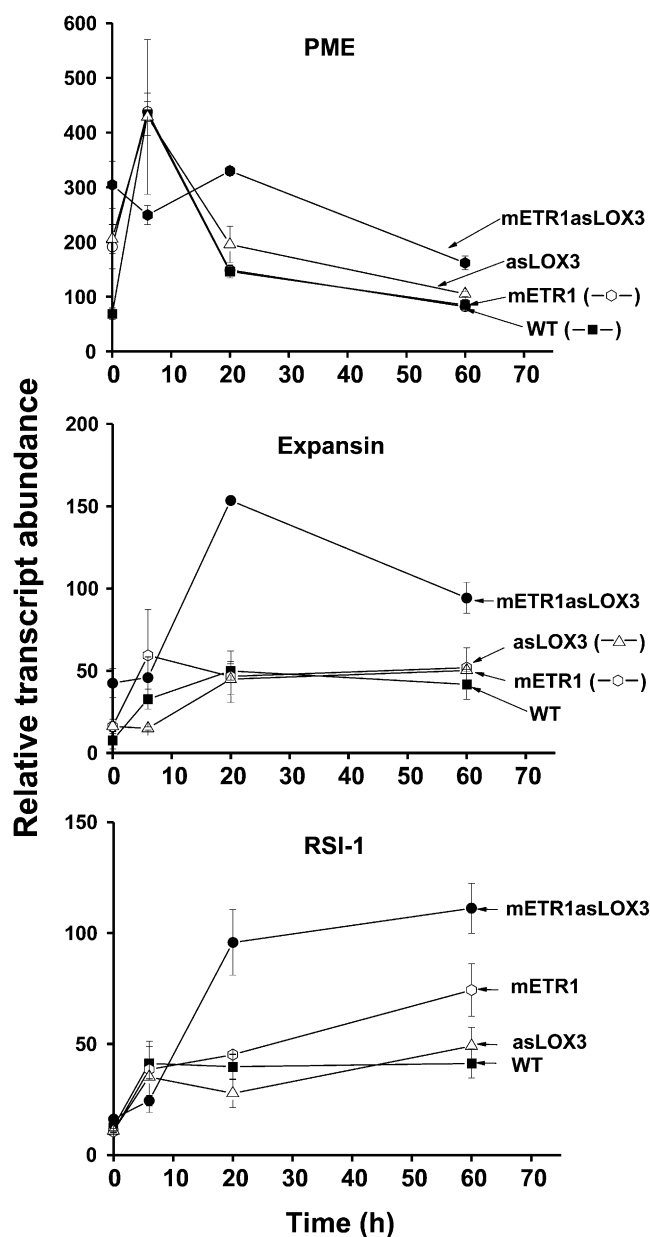 Relative transcript abundance
PME
600
500
400
300
200
100
0
0 10 20 30 40 50 60 70
mETR1asLOX3
asLOX3
mETR1 (–⬡–)
WT (–■–)
Expansin
200
150
100
50
0
0 10 20 30 40 50 60 70
mETR1asLOX3
asLOX3 (–△–)
mETR1 (–⬡–)
WT
RSI-1
150
100
50
0
0 10 20 30 40 50 60 70
mETR1asLOX3
mETR1
asLOX3
WT
Time (h)